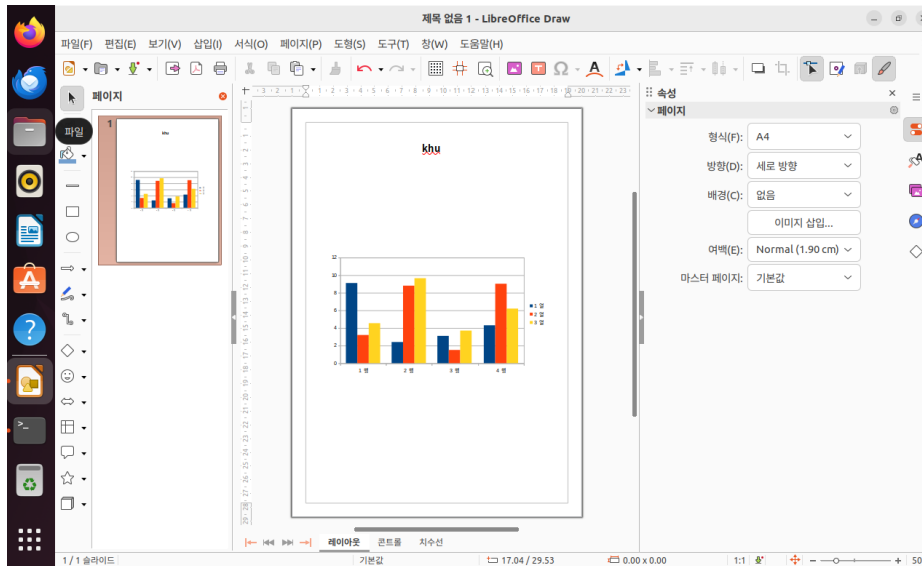 제목 없음 1 - LibreOffice Draw
파일(F) 편집(E) 보기(V) 삽입(I) 서식(O) 페이지(P) 도형(S) 도구(T) 창(W) 도움말(H)
페이지
파일
1
khu
khu
12
10
8
6
4
2
0
1 행 2 행 3 행 4 행
1 열
2 열
3 열
속성
페이지
형식(F): A4
방향(D): 세로 방향
배경(C): 없음
이미지 삽입...
여백(E): Normal (1.90 cm)
마스터 페이지: 기본값
레이아웃 콘트롤 치수선
1 / 1 슬라이드 기본값 17.04 / 29.53 0.00 x 0.00 1:1